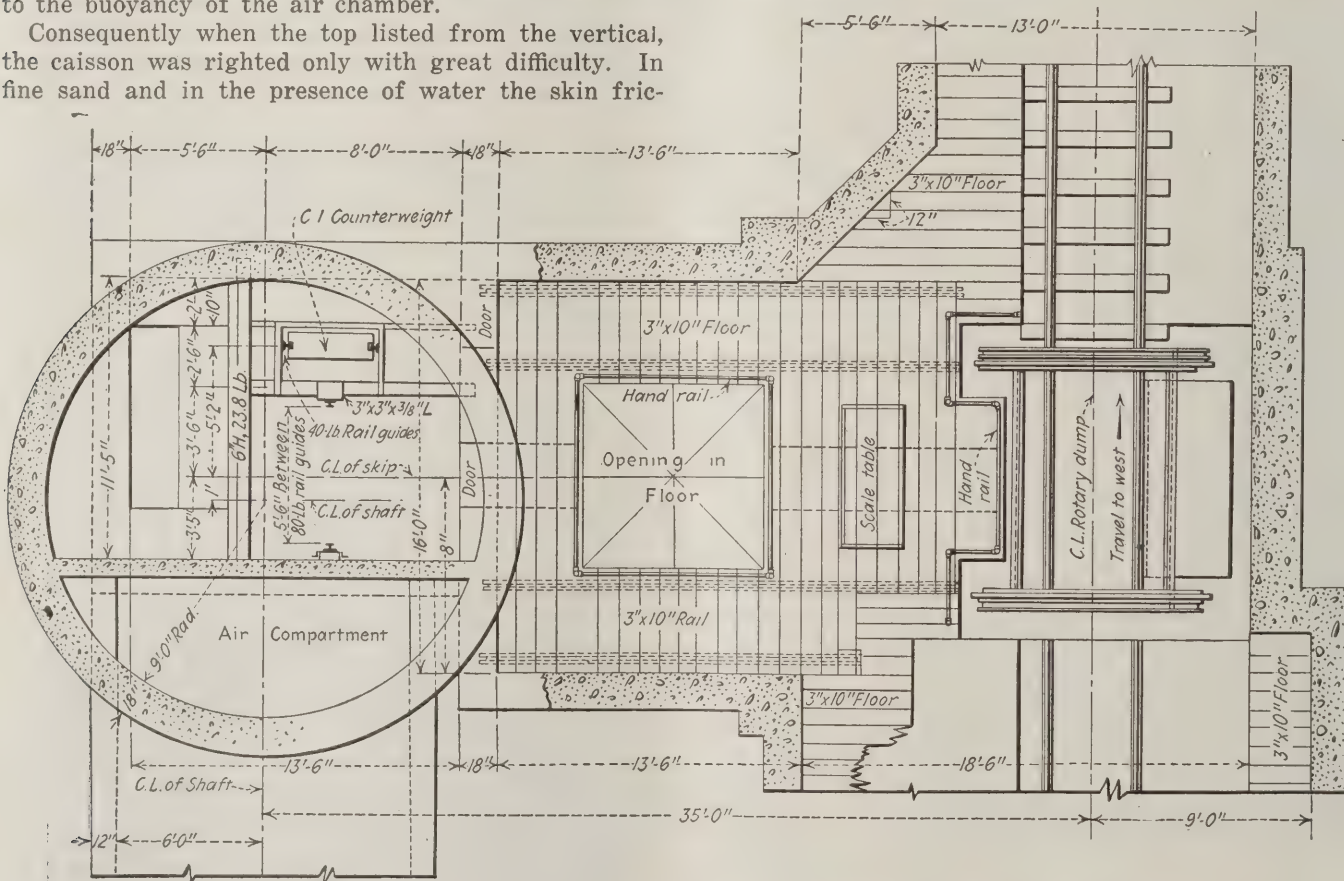 to the buoyancy of the air chamber.
Consequently when the top listed from the vertical,
the caisson was righted only with great difficulty. In
fine sand and in the presence of water the skin fric-
5'-6"
13'-0"
18"
5'-6"
8'-0"
18"
13'-6"
C I Counterweight
3"x10" Floor
12"
2'-
10"
Door
3"x10" Floor
2'-6"
5'-2"
3'-6"
11'-5"
6" H, 23.8 Lb.
3"x3"x3/8" L
40-lb. Rail guides
Hand rail
5'-6" Between
80-lb. rail guides
C.L. of skip
C.L. of shaft
1'
3'-5"
16'-0"
8"
Door
Opening in
Floor
Scale table
Hand
rail
C.L. Rotary dump
Travel to west
Air Compartment
9'-0" Rad.
18"
3"x10" Rail
3"x10" Floor
3"x10" Floor
13'-6"
18"
13'-6"
18'-6"
C.L. of Shaft
35'-0"
9'-0"
12"
6'-0"